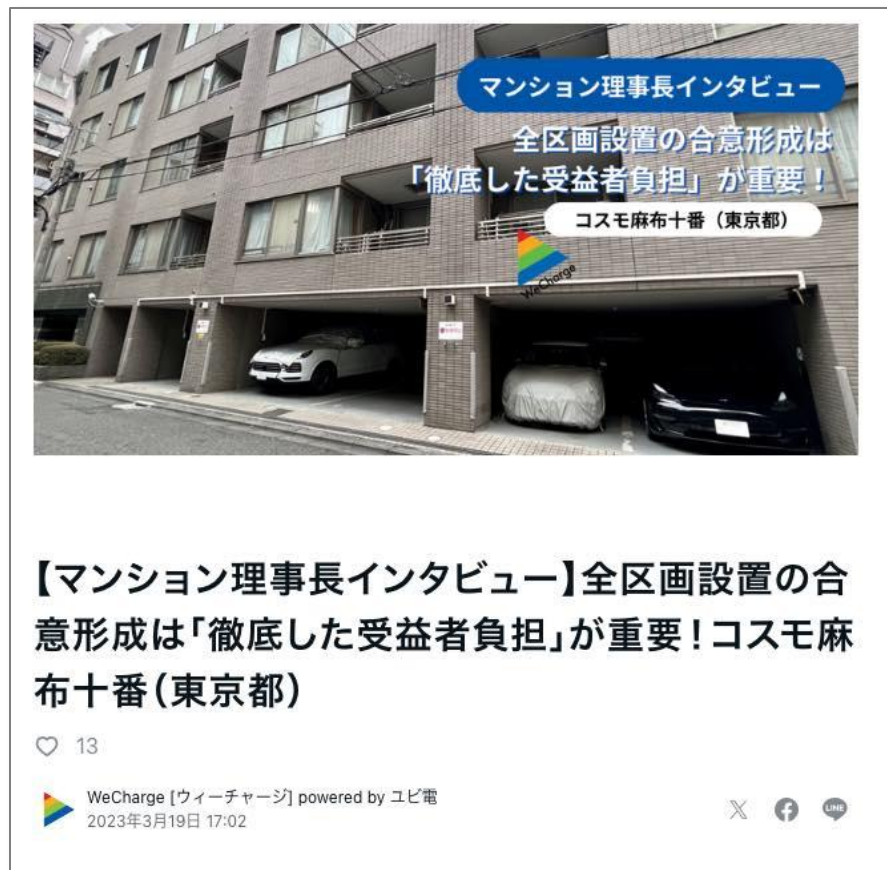 マンション理事長インタビュー
全区画設置の合意形成は
「徹底した受益者負担」が重要！
コスモ麻布十番（東京都）
WeCharge
【マンション理事長インタビュー】全区画設置の合
意形成は「徹底した受益者負担」が重要！コスモ麻
布十番（東京都）
13
WeCharge [ウィーチャージ] powered by ユビ電
2023年3月19日 17:02
LINE